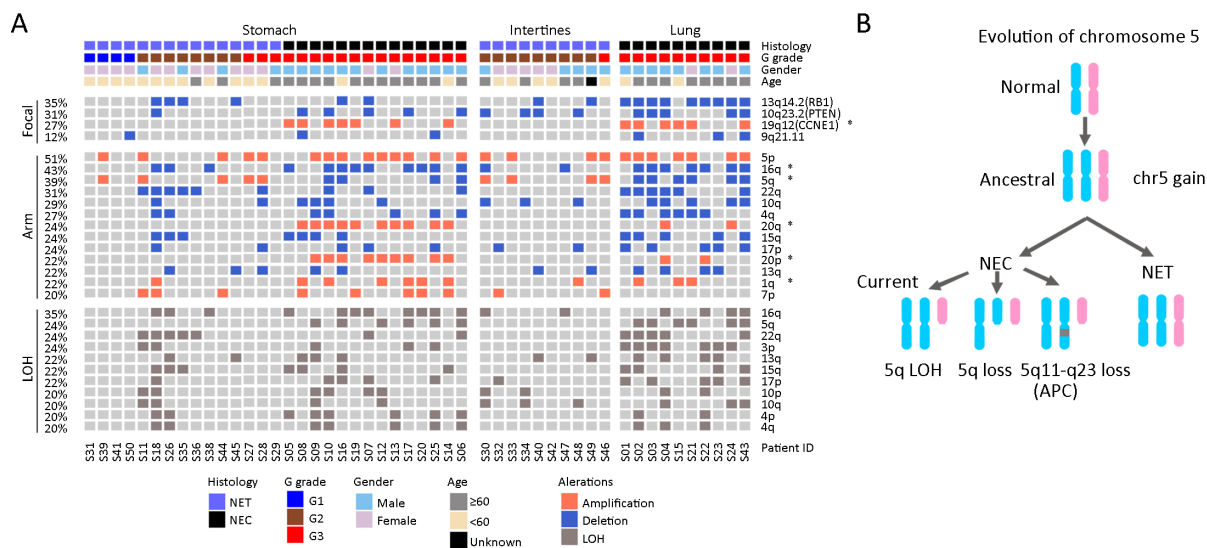 A
Stomach
Intertines
Lung
Histology
G grade
Gender
Age
Focal
35% 13q14.2(RB1)
31% 10q23.2(PTEN)
27% 19q12(CCNE1) *
12% 9q21.11
Arm
51% 5p
43% 16q *
39% 5q *
31% 22q
29% 10q
27% 4q
24% 20q *
24% 15q
24% 17p
22% 20p *
22% 13q
22% 1q *
20% 7p
LOH
35% 16q
24% 5q
24% 22q
24% 3p
22% 13q
22% 15q
22% 17p
20% 10p
20% 10q
20% 4p
20% 4q
S31 S39 S41 S50 S11 S18 S26 S35 S36 S38 S44 S45 S27 S28 S29 S05 S08 S09 S10 S16 S19 S07 S12 S13 S17 S20 S25 S14 S06 S30 S32 S33 S34 S40 S42 S47 S48 S49 S46 S01 S02 S03 S04 S15 S21 S22 S23 S24 S43 Patient ID
Histology
NET
NEC
G grade
G1
G2
G3
Gender
Male
Female
Age
≥60
<60
Unknown
Alerations
Amplification
Deletion
LOH
B
Evolution of chromosome 5
Normal
Ancestral
chr5 gain
NEC
NET
Current
5q LOH
5q loss
5q11-q23 loss
(APC)